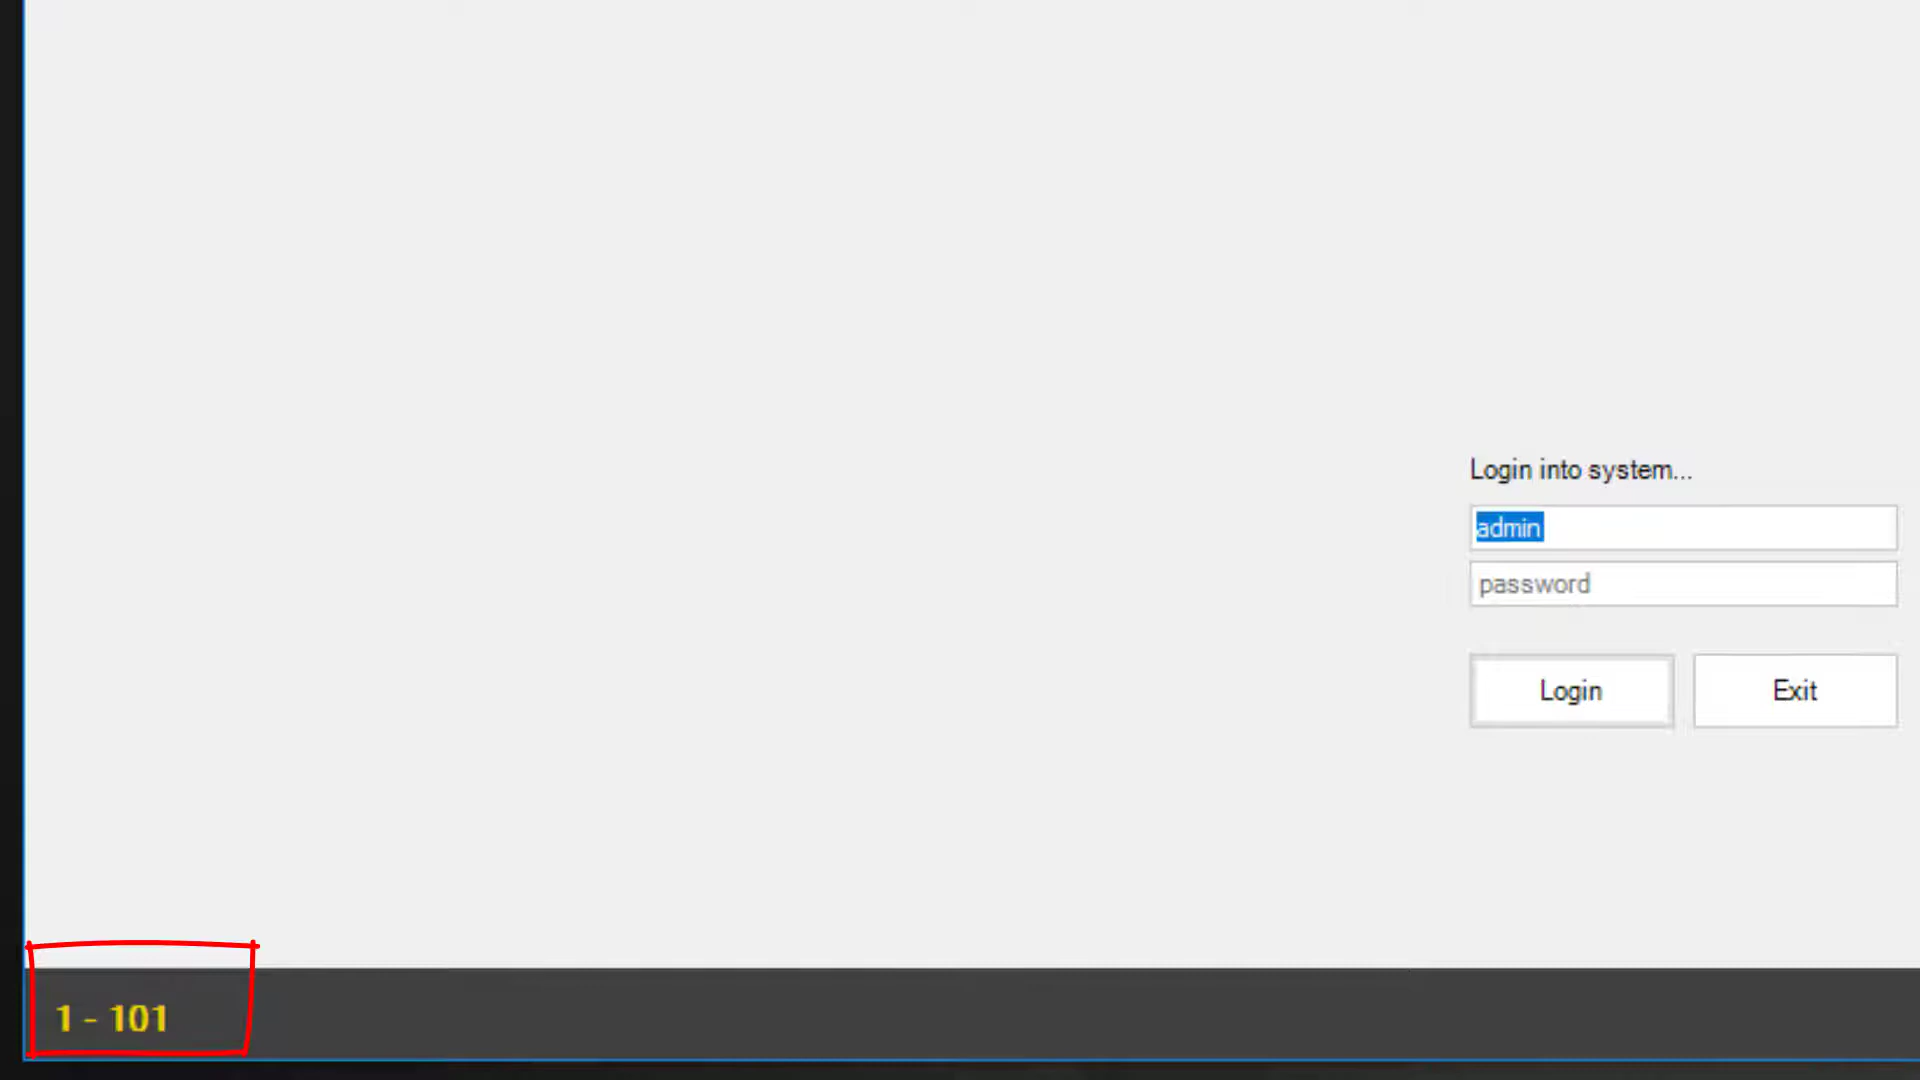 Login into system...
admin
password
Login
Exit
1 - 101